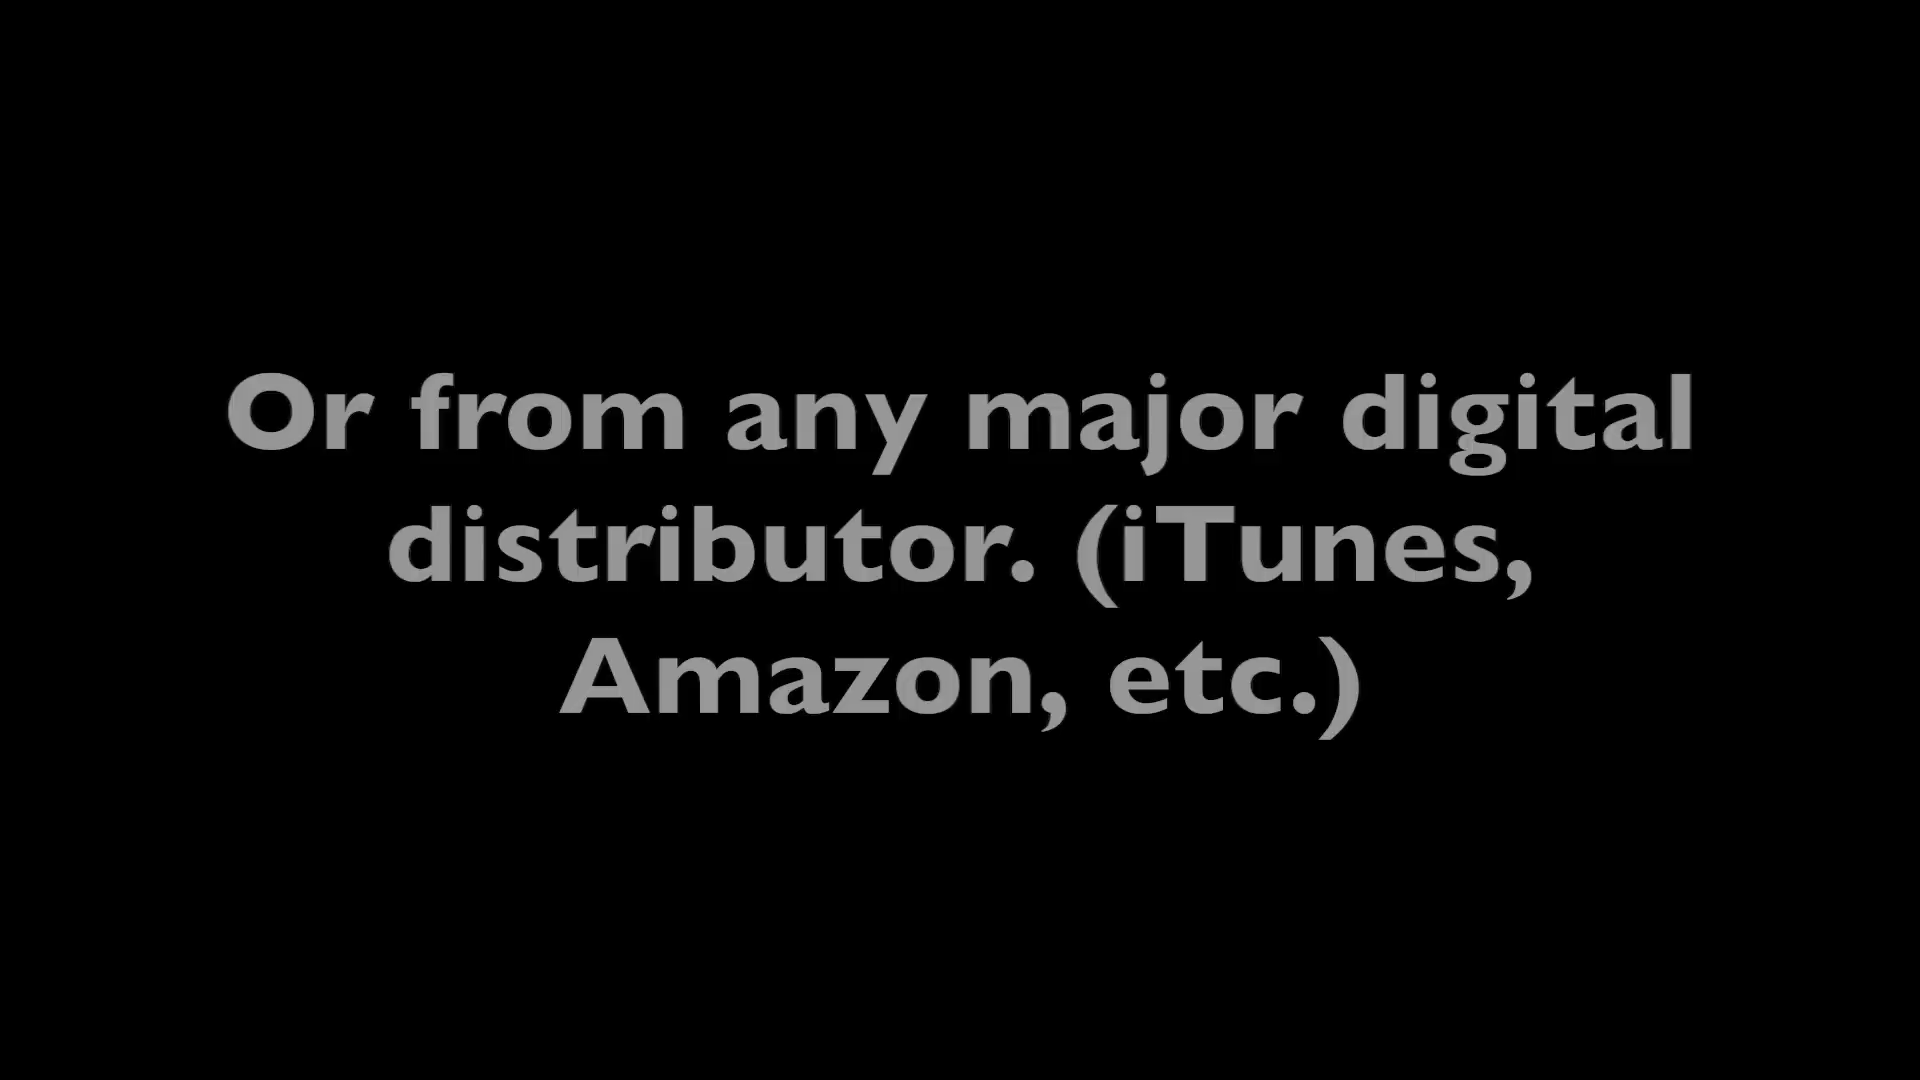 Or from any major digital
distributor. (iTunes,
Amazon, etc.)